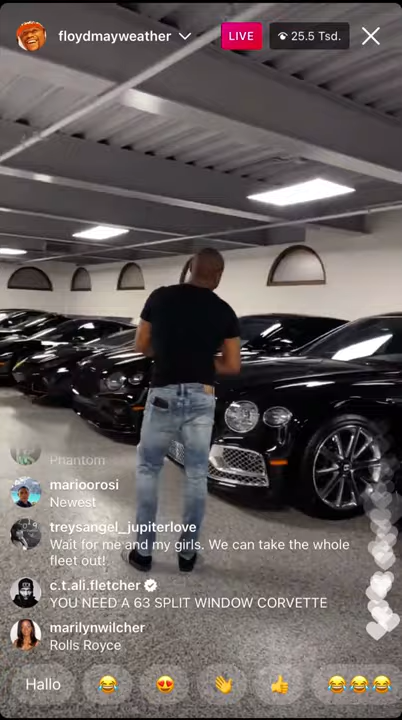 floydmayweather
LIVE
25.5 Tsd.
Phantom
marioorosi
Newest
treysangel_jupiterlove
Wait for me and my girls. We can take the whole
fleet out!
c.t.ali.fletcher
YOU NEED A 63 SPLIT WINDOW CORVETTE
marilynwilcher
Rolls Royce
Hallo